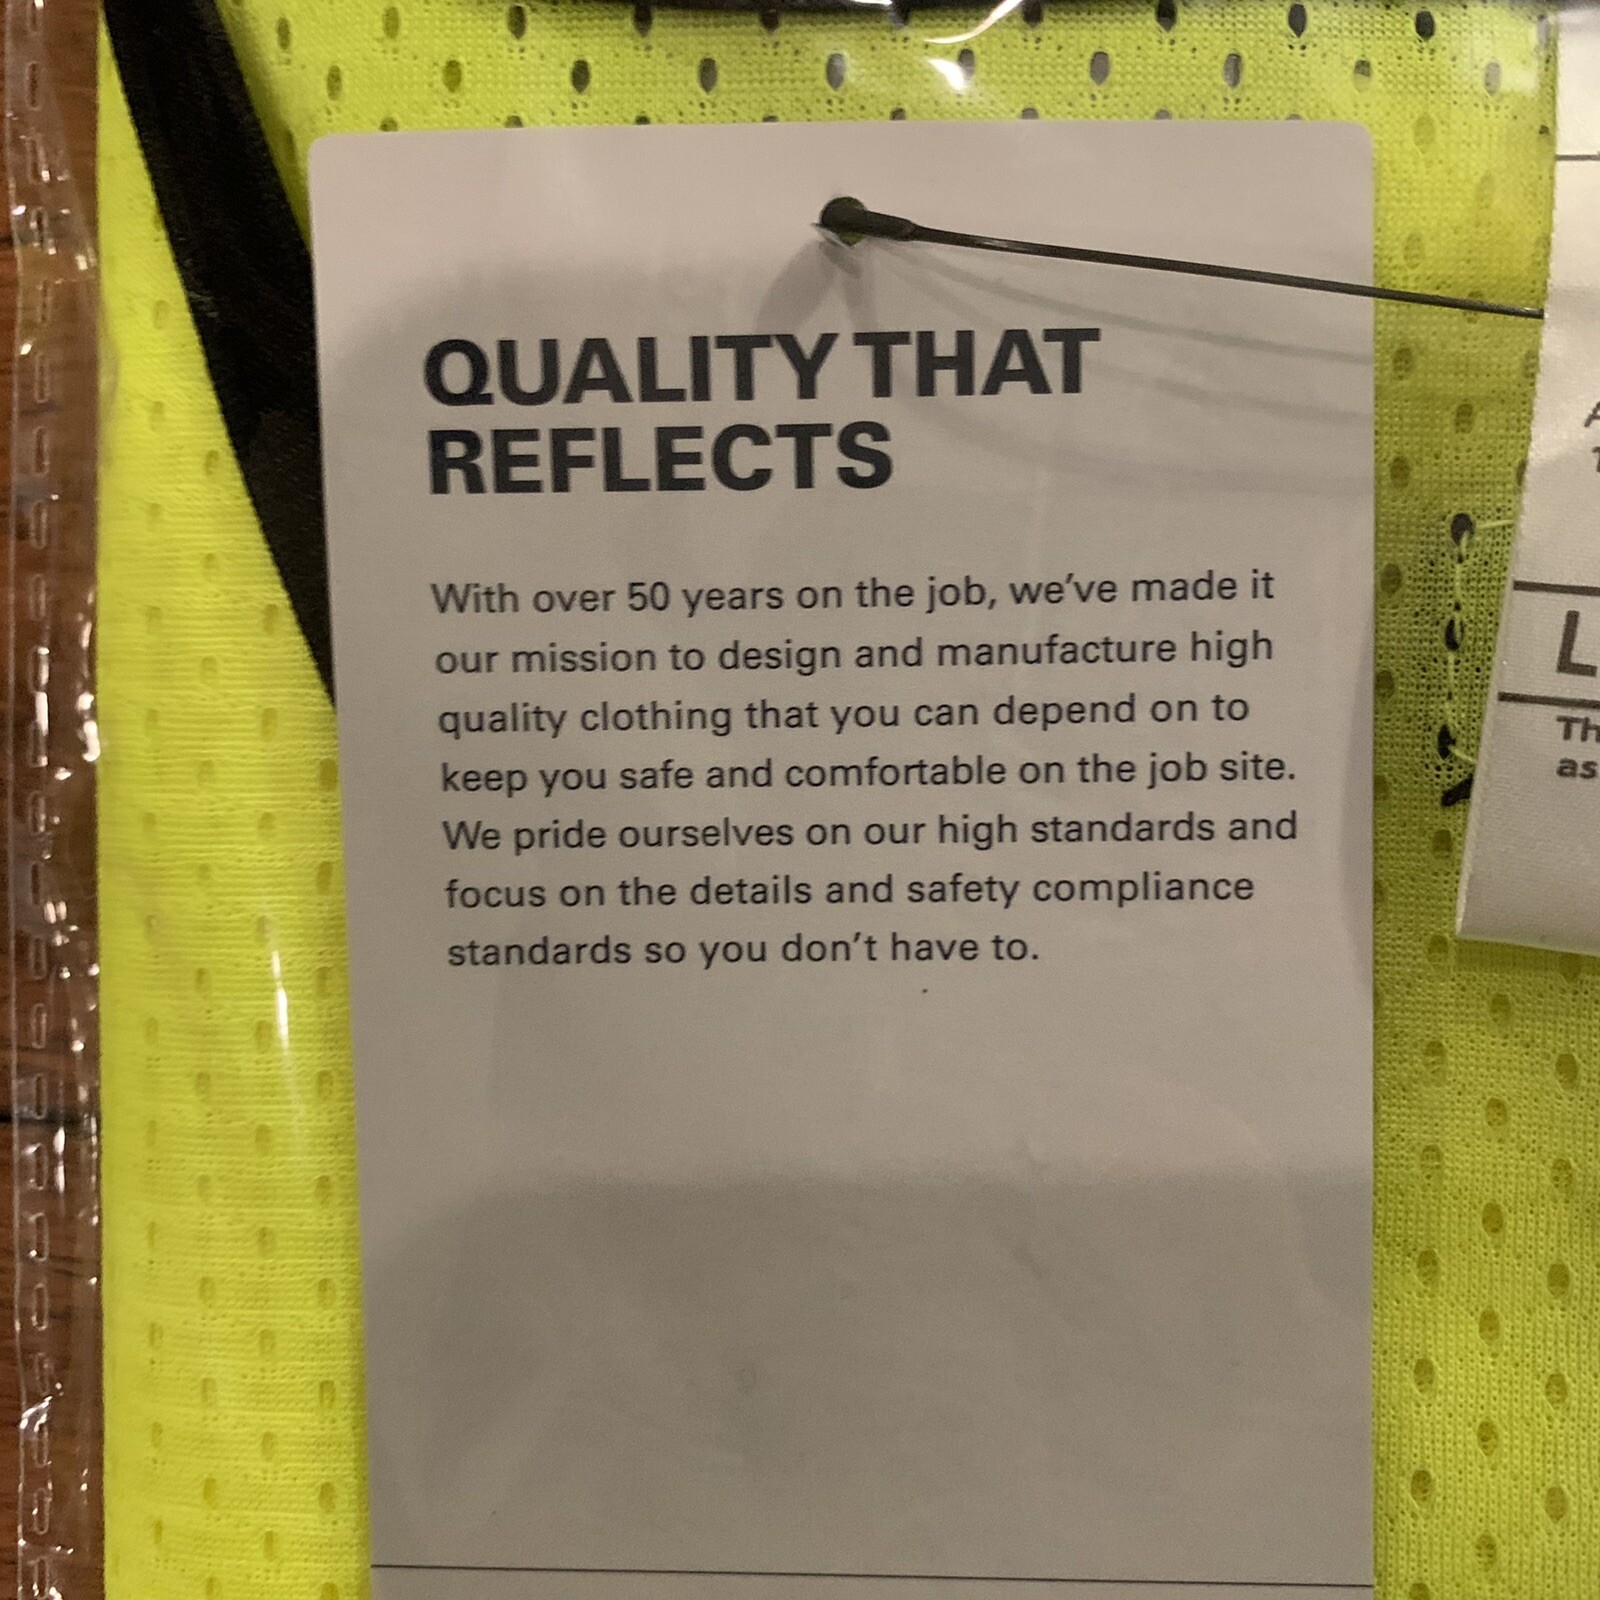 QUALITY THAT
REFLECTS
With over 50 years on the job, we've made it
our mission to design and manufacture high
quality clothing that you can depend on to
keep you safe and comfortable on the job site.
We pride ourselves on our high standards and
focus on the details and safety compliance
standards so you don't have to.
L
as